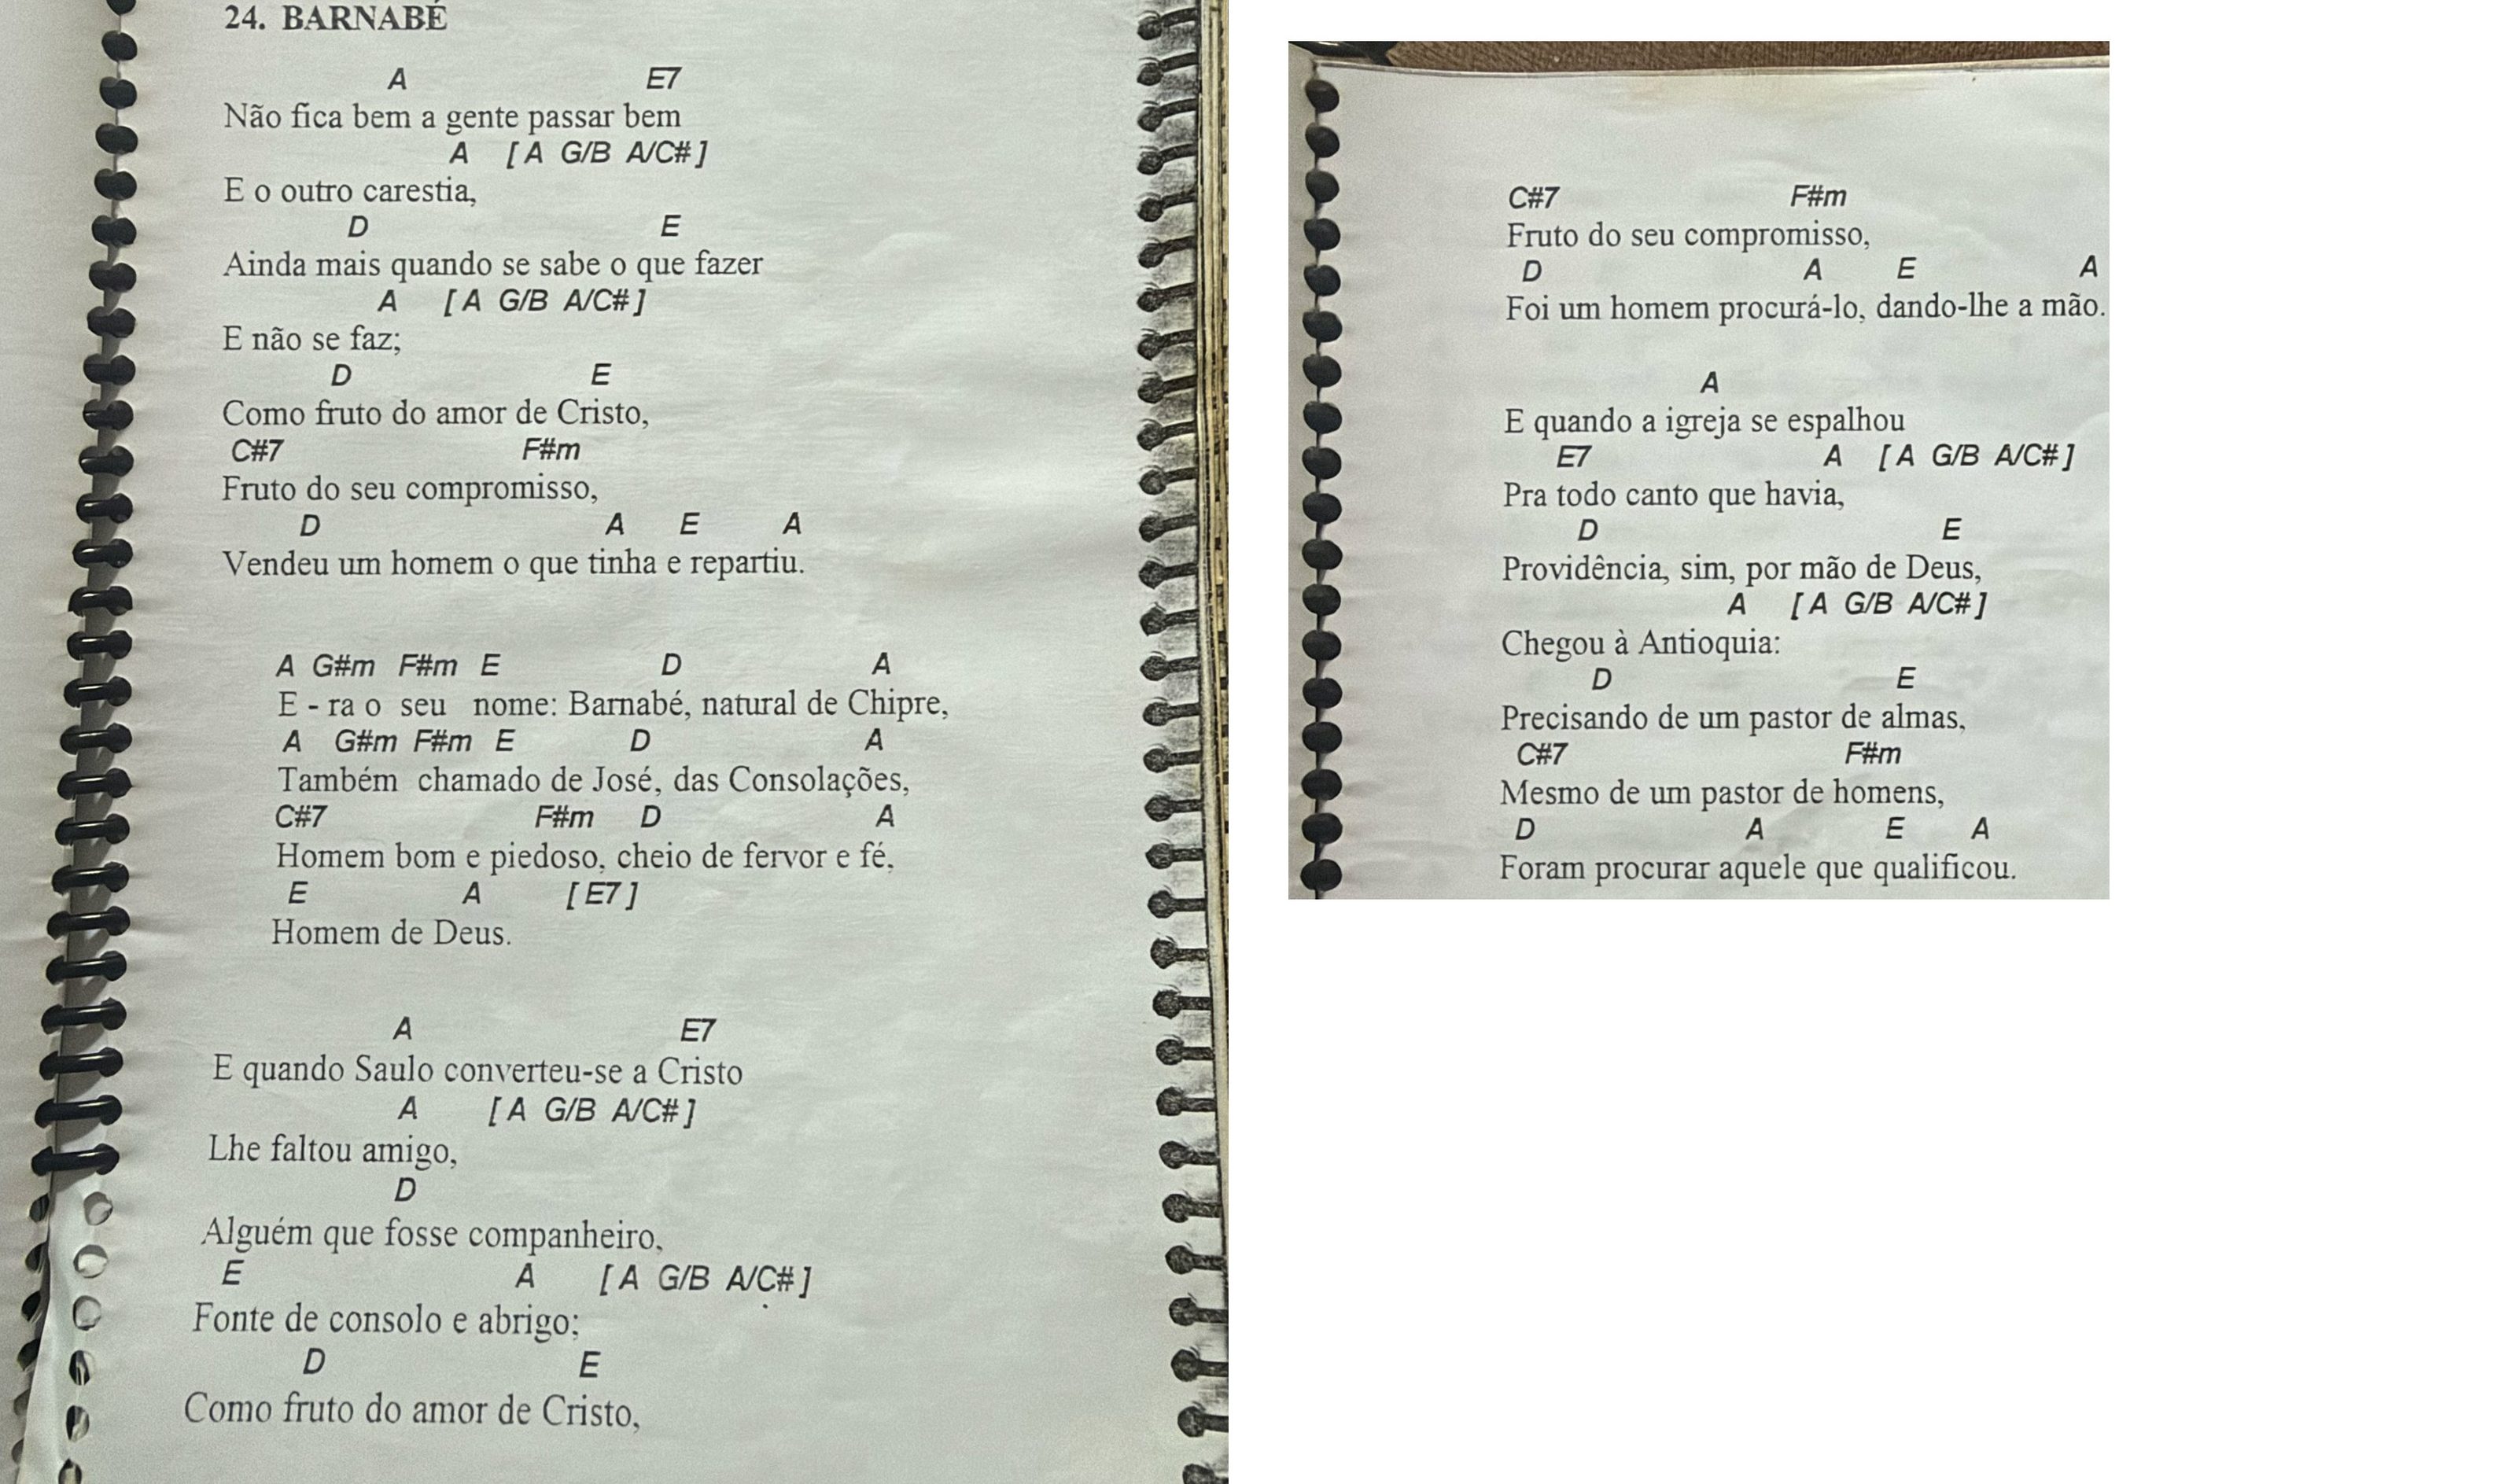 24. BARNABÉ
A E7
Não fica bem a gente passar bem
A [ A G/B A/C# ]
E o outro carestia,
D E
Ainda mais quando se sabe o que fazer
A [ A G/B A/C# ]
E não se faz;
D E
Como fruto do amor de Cristo,
C#7 F#m
Fruto do seu compromisso,
D A E A
Vendeu um homem o que tinha e repartiu.
A G#m F#m E D A
E - ra o seu nome: Barnabé, natural de Chipre,
A G#m F#m E D A
Também chamado de José, das Consolações,
C#7 F#m D A
Homem bom e piedoso, cheio de fervor e fé,
E A [ E7 ]
Homem de Deus.
A E7
E quando Saulo converteu-se a Cristo
A [ A G/B A/C# ]
Lhe faltou amigo,
D
Alguém que fosse companheiro,
E A [ A G/B A/C# ]
Fonte de consolo e abrigo;
D E
Como fruto do amor de Cristo,
C#7 F#m
Fruto do seu compromisso,
D A E A
Foi um homem procurá-lo, dando-lhe a mão.
A
E quando a igreja se espalhou
E7 A [ A G/B A/C# ]
Pra todo canto que havia,
D E
Providência, sim, por mão de Deus,
A [ A G/B A/C# ]
Chegou à Antioquia:
D E
Precisando de um pastor de almas,
C#7 F#m
Mesmo de um pastor de homens,
D A E A
Foram procurar aquele que qualificou.